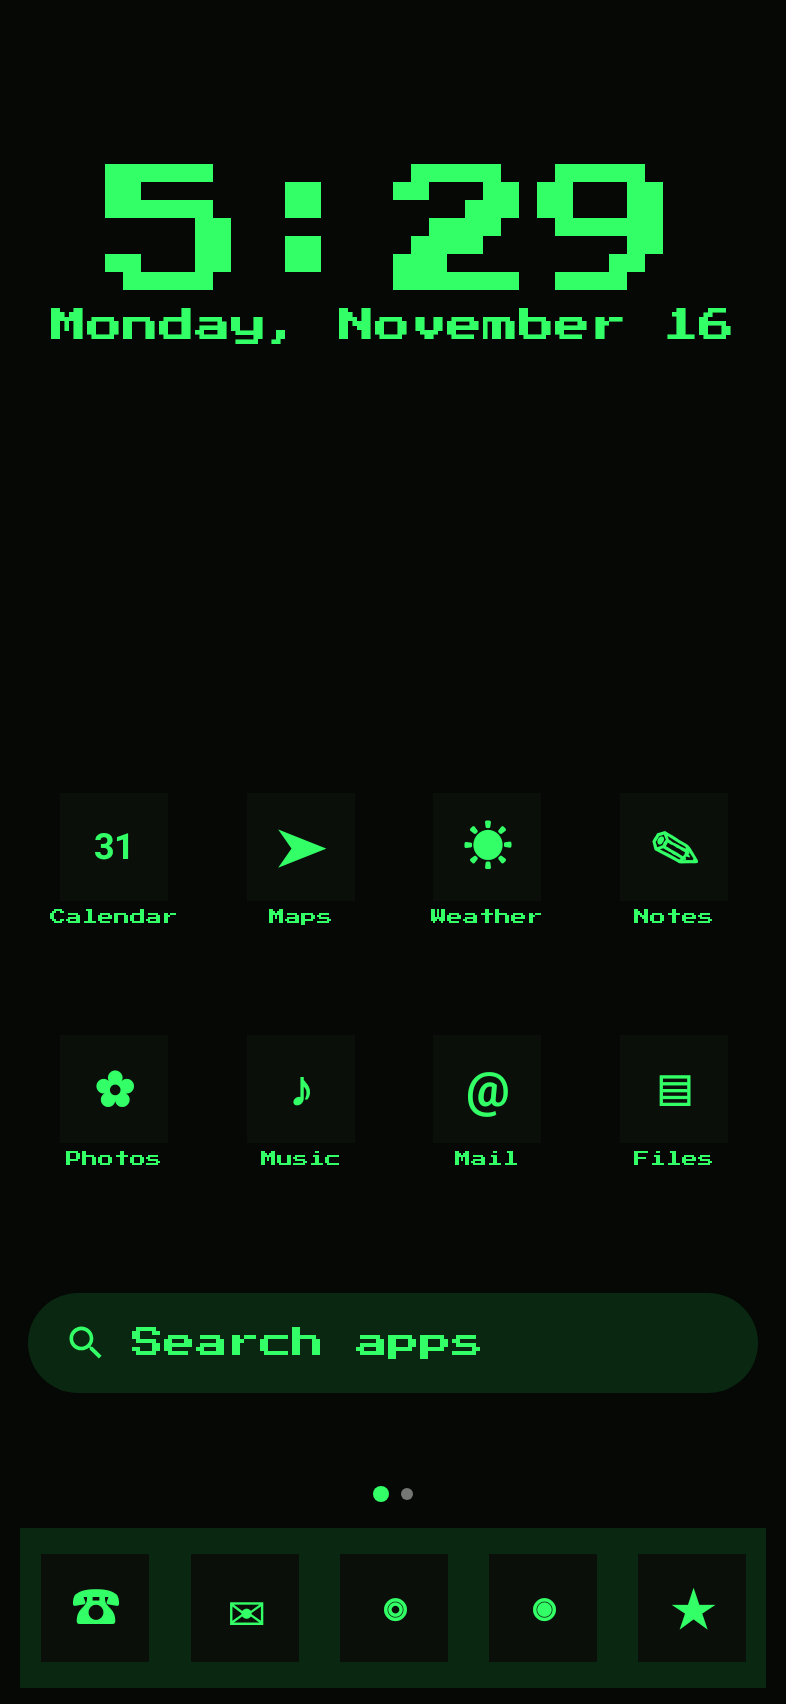 5:29
Monday, November 16
31
Calendar Maps Weather Notes
@
Photos Music Mail Files
Search apps